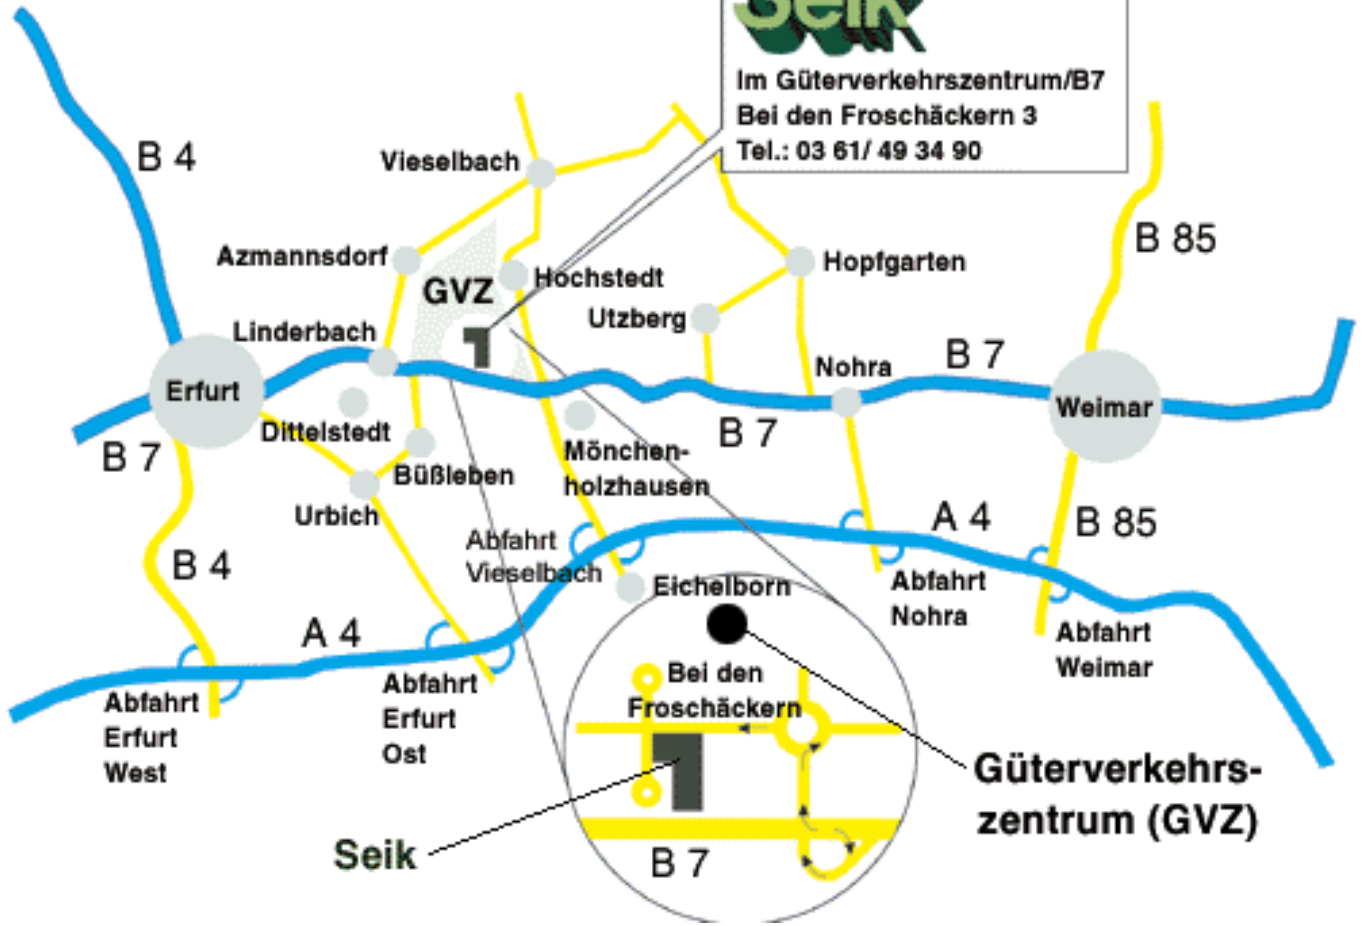 Seik
Im Güterverkehrszentrum/B7
Bei den Froschäckern 3
Tel.: 03 61/ 49 34 90
B 4
Vieselbach
B 85
Azmannsdorf
Hopfgarten
Hochstedt
GVZ
Utzberg
Linderbach
B 7
Nohra
Erfurt
Weimar
Dittelstedt
B 7
B 7
Mönchen-
holzhausen
Büßleben
Urbich
A 4
B 85
Abfahrt
Vieselbach
B 4
Eichelborn
Abfahrt
Nohra
A 4
Abfahrt
Weimar
Abfahrt
Erfurt
West
Abfahrt
Erfurt
Ost
Bei den
Froschäckern
Güterverkehrs-
zentrum (GVZ)
Seik
B 7